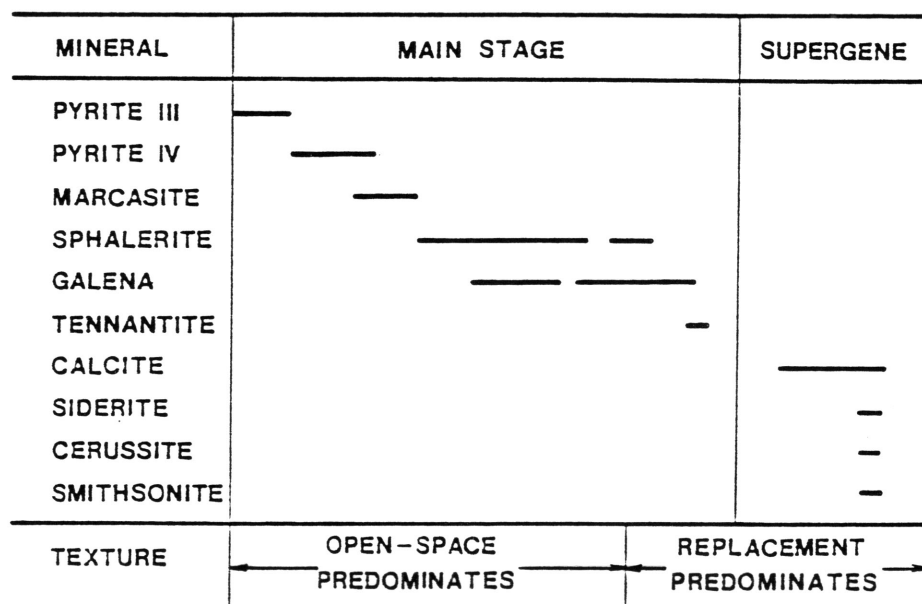 MINERAL MAIN STAGE SUPERGENE
PYRITE III
PYRITE IV
MARCASITE
SPHALERITE
GALENA
TENNANTITE
CALCITE
SIDERITE
CERUSSITE
SMITHSONITE
TEXTURE OPEN-SPACE PREDOMINATES REPLACEMENT PREDOMINATES